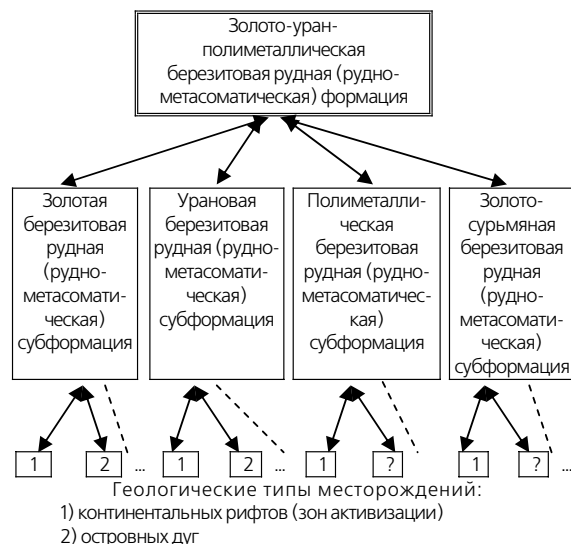 Золото-уран-
полиметаллическая
березитовая рудная (рудно-
метасоматическая) формация
Золотая
березитовая
рудная
(рудно-
метасомати-
ческая)
субформация
Урановая
березитовая
рудная (рудно-
метасомати-
ческая)
субформация
Полиметалли-
ческая
березитовая
рудная (рудно-
метасоматичес-
кая)
субформация
Золото-
сурьмяная
березитовая
рудная
(рудно-
метасомати-
ческая)
субформация
1 2 ... 1 2 ... 1 ? 1 ? ...
Геологические типы месторождений:
1) континентальных рифтов (зон активизации)
2) островных дуг